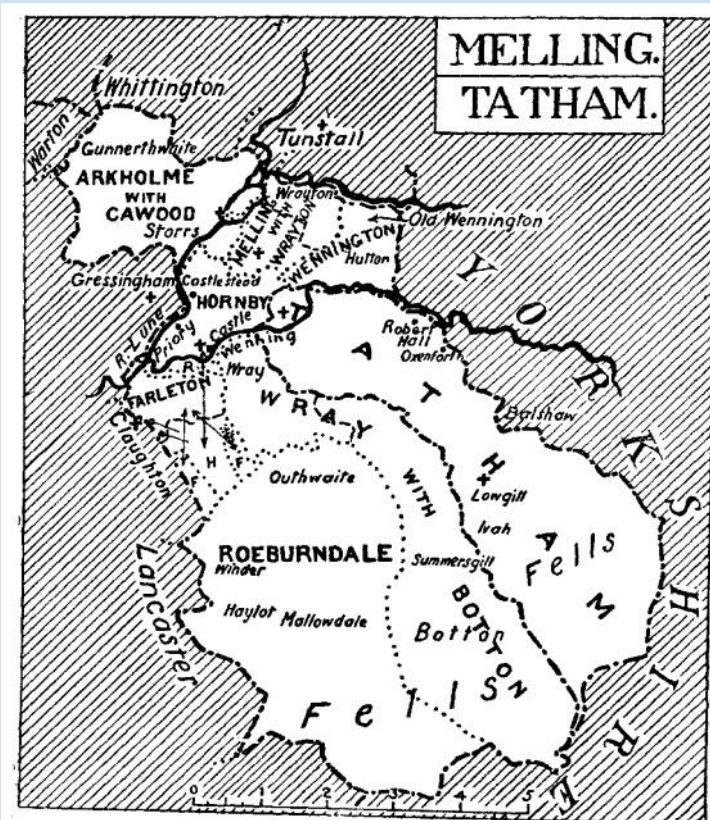 MELLING.
TATHAM.
Whittington
Warton
Tunstall
Gunnerthwaite
ARKHOLME
WITH
CAWOOD
Storrs
Wrayton
MELLING
WITH
WRAYTON
Old Wennington
WENNINGTON
Hutton
Gressingham
Castlestead
HORNBY
R. Lune
Priory
Castle
Wenning
R
Wray
FARLETON
Claughton
F
H
F
F
Robert
Hall
Oxenforth
Balshaw
YORKSHIRE
TATHAM
Fells
Lowgill
Ivah
WRAY
WITH
BOTTON
Outhwaite
ROEBURNDALE
Winder
Summersgill
Haylot
Mallowdale
Botton
Fells
Lancaster
0 1 2 3 4 5